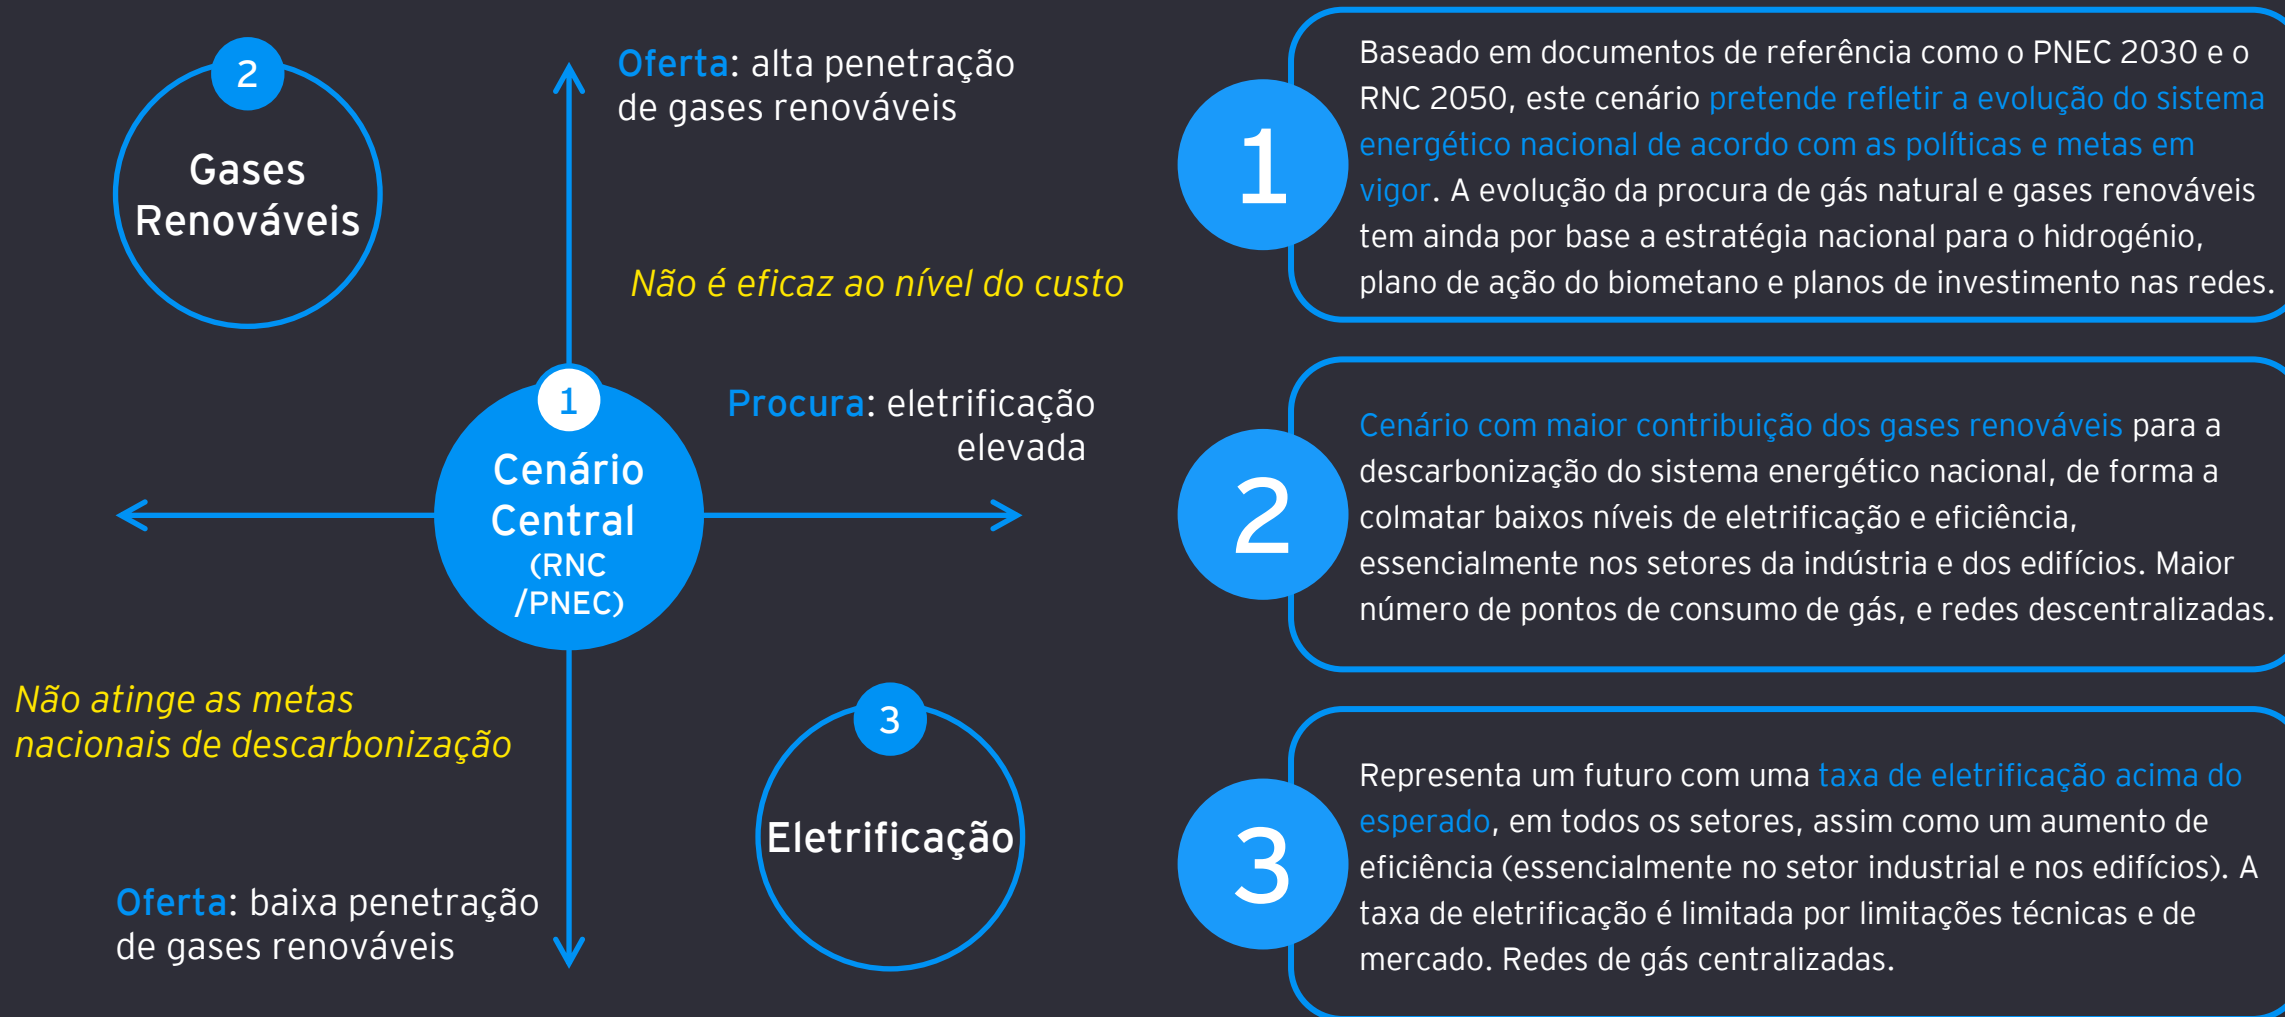 2
Gases
Renováveis
Oferta: alta penetração
de gases renováveis
Não é eficaz ao nível do custo
Procura: eletrificação
elevada
1
Cenário
Central
(RNC
/PNEC)
Não atinge as metas
nacionais de descarbonização
3
Eletrificação
Oferta: baixa penetração
de gases renováveis
1
Baseado em documentos de referência como o PNEC 2030 e o
RNC 2050, este cenário pretende refletir a evolução do sistema
energético nacional de acordo com as políticas e metas em
vigor. A evolução da procura de gás natural e gases renováveis
tem ainda por base a estratégia nacional para o hidrogénio,
plano de ação do biometano e planos de investimento nas redes.
2
Cenário com maior contribuição dos gases renováveis para a
descarbonização do sistema energético nacional, de forma a
colmatar baixos níveis de eletrificação e eficiência,
essencialmente nos setores da indústria e dos edifícios. Maior
número de pontos de consumo de gás, e redes descentralizadas.
3
Representa um futuro com uma taxa de eletrificação acima do
esperado, em todos os setores, assim como um aumento de
eficiência (essencialmente no setor industrial e nos edifícios). A
taxa de eletrificação é limitada por limitações técnicas e de
mercado. Redes de gás centralizadas.